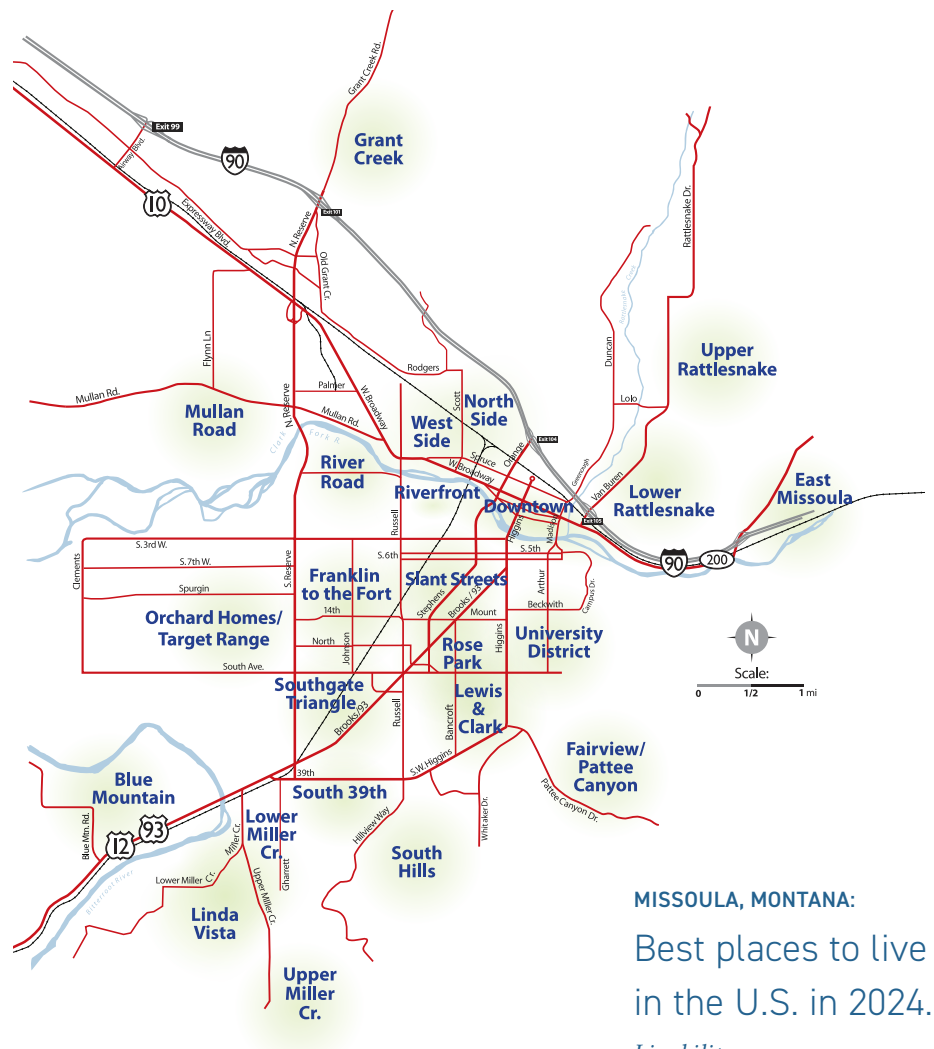 Grant Creek Rd.
Exit 99
Airway Blvd.
90
Grant
Creek
10
Expressway Blvd.
N. Reserve
Exit 101
Old Grant Cr.
Rattlesnake Dr.
Rattlesnake Creek
Flynn Ln
Duncan
Upper
Rattlesnake
Rodgers
Scott
Palmer
W. Broadway
Mullan Rd.
Mullan
Road
N. Reserve
Mullan Rd.
Lolo
North
Side
West
Side
Clark Fork R.
Spruce
Orange
Exit 104
W. Broadway
Greenough
Van Buren
River
Road
Riverfront
Downtown
Lower
Rattlesnake
East
Missoula
Russell
Higgins
Madison
Exit 105
90
200
Clements
S. 3rd W.
S. Reserve
S. 6th
S. 5th
S. 7th W.
Franklin
to the Fort
Slant Streets
Arthur
Campus Dr.
Spurgin
Stephens
Brooks / 93
Beckwith
Orchard Homes/
Target Range
14th
Mount
Higgins
University
District
North
Johnson
Rose
Park
South Ave.
Southgate
Triangle
Brooks / 93
Russell
Lewis
&
Clark
Bancroft
N
Scale:
0 1/2 1 mi
Fairview/
Pattee
Canyon
Pattee Canyon Dr.
S.W. Higgins
Whitaker Dr.
39th
South 39th
Blue
Mountain
Blue Mtn. Rd.
12
93
Bitterroot River
Lower
Miller
Cr.
Miller Cr.
Gharrett
Hillview Way
South
Hills
Lower Miller Cr.
Upper Miller Cr.
Linda
Vista
Upper
Miller
Cr.
MISSOULA, MONTANA:
Best places to live
in the U.S. in 2024.